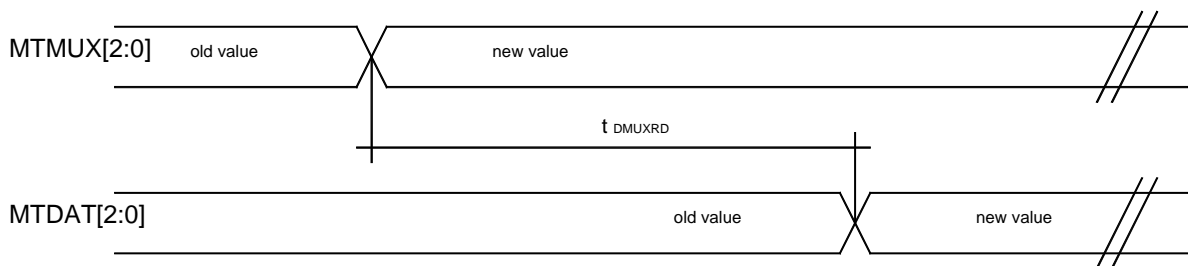 MTMUX[2:0] old value new value
t DMUXRD
MTDAT[2:0] old value new value